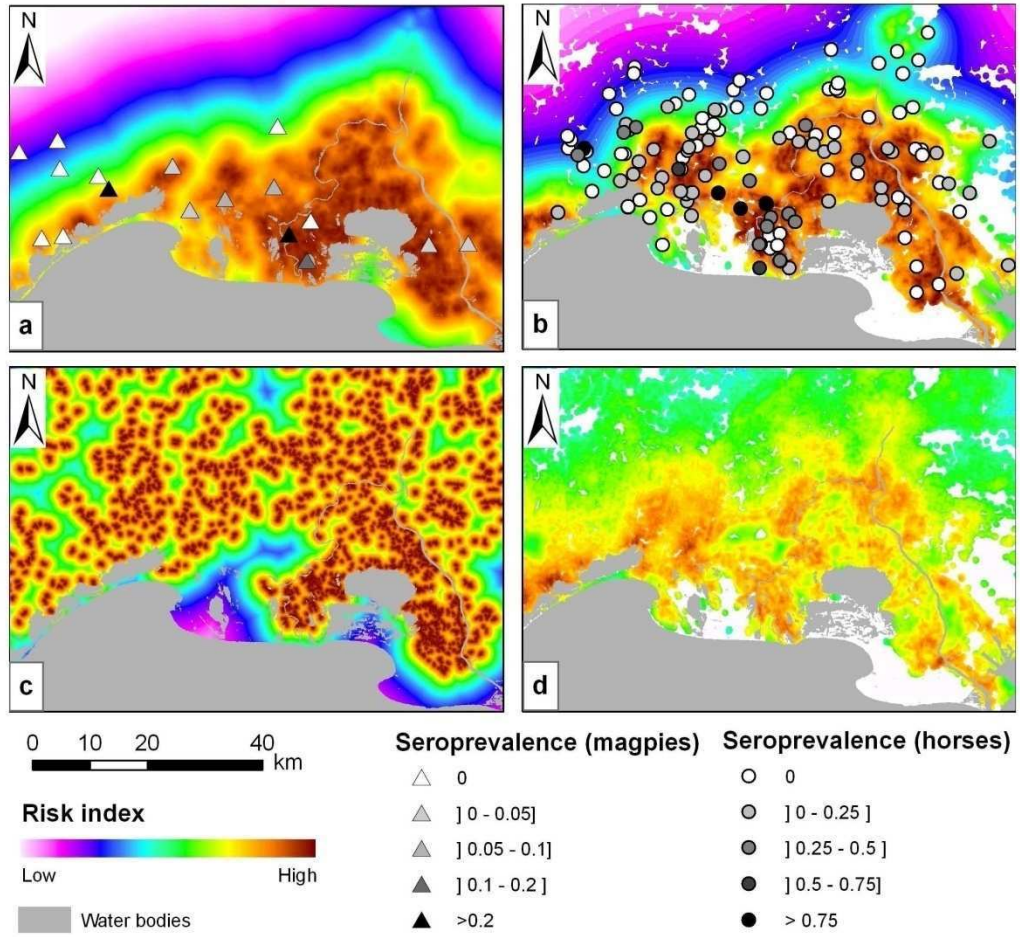 N
a
N
b
N
c
N
d
0 10 20 40
km
Risk index
Low High
Water bodies
Seroprevalence (magpies)
0
] 0 - 0.05]
] 0.05 - 0.1]
] 0.1 - 0.2 ]
>0.2
Seroprevalence (horses)
0
] 0 - 0.25 ]
] 0.25 - 0.5 ]
] 0.5 - 0.75]
> 0.75